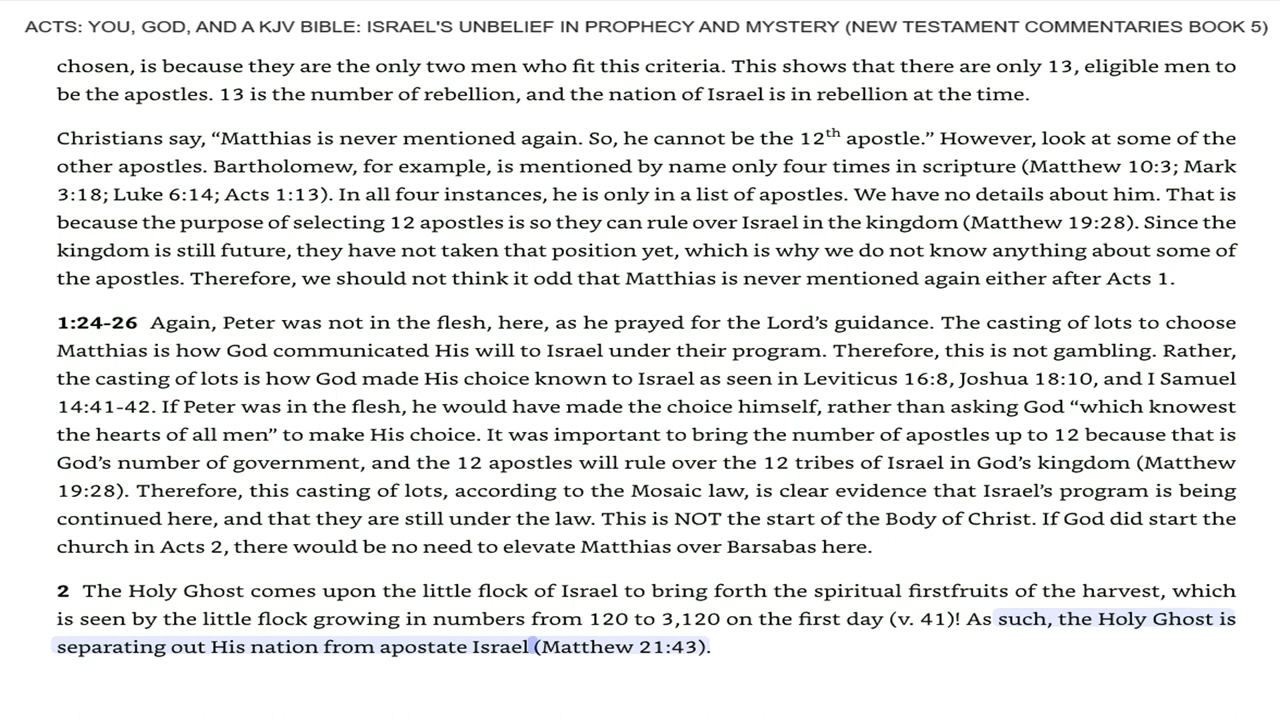 ACTS: YOU, GOD, AND A KJV BIBLE: ISRAEL'S UNBELIEF IN PROPHECY AND MYSTERY (NEW TESTAMENT COMMENTARIES BOOK 5)
chosen, is because they are the only two men who fit this criteria. This shows that there are only 13, eligible men to
be the apostles. 13 is the number of rebellion, and the nation of Israel is in rebellion at the time.
Christians say, “Matthias is never mentioned again. So, he cannot be the 12th apostle.” However, look at some of the
other apostles. Bartholomew, for example, is mentioned by name only four times in scripture (Matthew 10:3; Mark
3:18; Luke 6:14; Acts 1:13). In all four instances, he is only in a list of apostles. We have no details about him. That is
because the purpose of selecting 12 apostles is so they can rule over Israel in the kingdom (Matthew 19:28). Since the
kingdom is still future, they have not taken that position yet, which is why we do not know anything about some of
the apostles. Therefore, we should not think it odd that Matthias is never mentioned again either after Acts 1.
1:24-26 Again, Peter was not in the flesh, here, as he prayed for the Lord’s guidance. The casting of lots to choose
Matthias is how God communicated His will to Israel under their program. Therefore, this is not gambling. Rather,
the casting of lots is how God made His choice known to Israel as seen in Leviticus 16:8, Joshua 18:10, and I Samuel
14:41-42. If Peter was in the flesh, he would have made the choice himself, rather than asking God “which knowest
the hearts of all men” to make His choice. It was important to bring the number of apostles up to 12 because that is
God’s number of government, and the 12 apostles will rule over the 12 tribes of Israel in God’s kingdom (Matthew
19:28). Therefore, this casting of lots, according to the Mosaic law, is clear evidence that Israel’s program is being
continued here, and that they are still under the law. This is NOT the start of the Body of Christ. If God did start the
church in Acts 2, there would be no need to elevate Matthias over Barsabas here.
2 The Holy Ghost comes upon the little flock of Israel to bring forth the spiritual firstfruits of the harvest, which
is seen by the little flock growing in numbers from 120 to 3,120 on the first day (v. 41)! As such, the Holy Ghost is
separating out His nation from apostate Israel (Matthew 21:43).